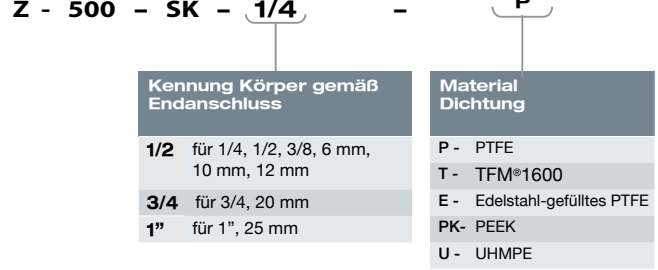 Z - 500 – SK – 1/4 – P
Kennung Körper gemäß
Endanschluss
1/2 für 1/4, 1/2, 3/8, 6 mm,
10 mm, 12 mm
3/4 für 3/4, 20 mm
1” für 1”, 25 mm
Material
Dichtung
P - PTFE
T - TFM®1600
E - Edelstahl-gefülltes PTFE
PK- PEEK
U - UHMPE